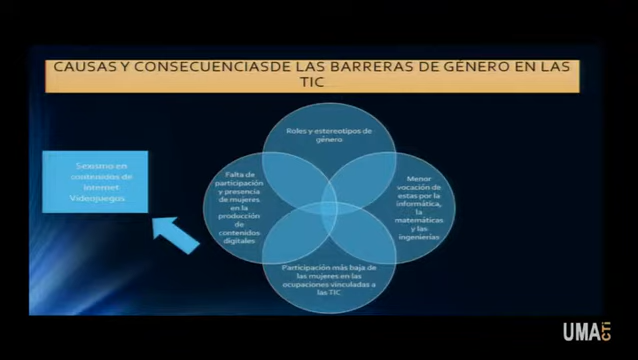 CAUSAS Y CONSECUENCIASDE LAS BARRERAS DE GÉNERO EN LAS
TIC
Roles y estereotipos de
género
Sexismo en
contenidos de
Internet
Videojuegos
Falta de
participación
y presencia
de mujeres
en la
producción
de
contenidos
digitales
Menor
vocación de
estas por la
informática,
la
matemáticas
y las
ingenierías
Participación más baja de
las mujeres en las
ocupaciones vinculadas a
las TIC
UMA
CTI